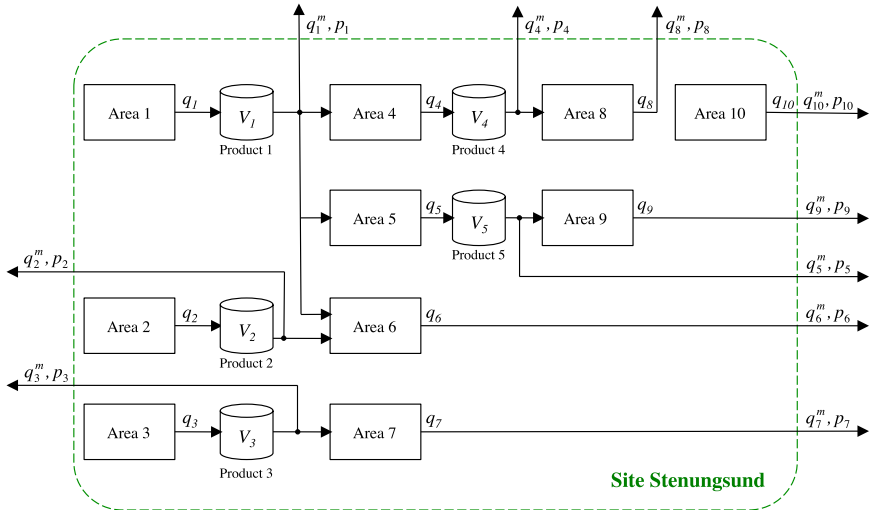 q₁ᵐ, p₁
q₄ᵐ, p₄
q₈ᵐ, p₈
Area 1
q₁
V₁
Product 1
Area 4
q₄
V₄
Product 4
Area 8
q₈
Area 10
q₁₀
q₁₀ᵐ, p₁₀
Area 5
q₅
V₅
Product 5
Area 9
q₉
q₉ᵐ, p₉
q₂ᵐ, p₂
q₅ᵐ, p₅
Area 2
q₂
V₂
Product 2
Area 6
q₆
q₆ᵐ, p₆
q₃ᵐ, p₃
Area 3
q₃
V₃
Product 3
Area 7
q₇
q₇ᵐ, p₇
Site Stenungsund